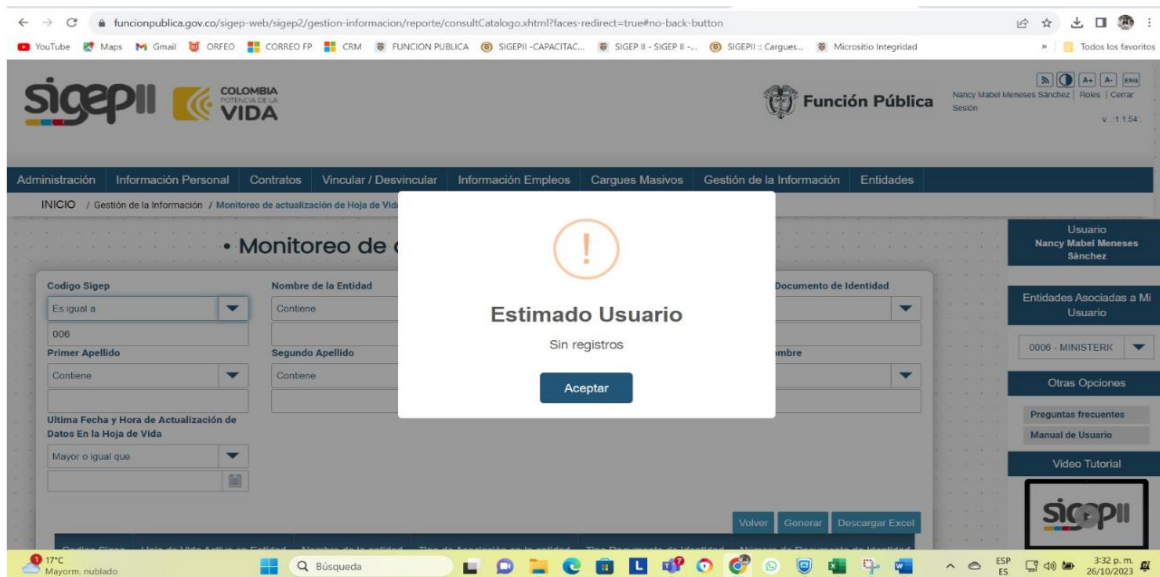 funcionpublica.gov.co/sigep-web/sigep2/gestion-informacion/reporte/consultCatalogo.xhtml?faces-redirect=true#no-back-button
YouTube Maps Gmail ORFEO CORREO FP CRM FUNCION PUBLICA SIGEPII -CAPACITAC... SIGEP II - SIGEP II -... SIGEPII :: Cargues... Micrositio Integridad » Todos los favoritos
sigepII COLOMBIA
POTENCIA DE LA
VIDA
Función Pública
A+ A-
Nancy Mabel Meneses Sánchez | Roles | Cerrar
Sesión
v. . 1.1.54.
Administración Información Personal Contratos Vincular / Desvincular Información Empleos Cargues Masivos Gestión de la Información Entidades
INICIO / Gestión de la Información / Monitoreo de actualización de Hoja de Vida
• Monitoreo de
Estimado Usuario
Sin registros
Aceptar
Codigo Sigep Nombre de la Entidad Documento de Identidad
Es igual a Contiene
006
Primer Apellido Segundo Apellido
Contiene Contiene
Ultima Fecha y Hora de Actualización de
Datos En la Hoja de Vida
Mayor o igual que
Volver Generar Descargar Excel
Usuario
Nancy Mabel Meneses
Sánchez
Entidades Asociadas a Mi
Usuario
0006 - MINISTERIO
Otras Opciones
Preguntas frecuentes
Manual de Usuario
Video Tutorial
sigepII
17°C
Mayorm. nublado
Búsqueda
ESP
ES
3:32 p. m.
26/10/2023